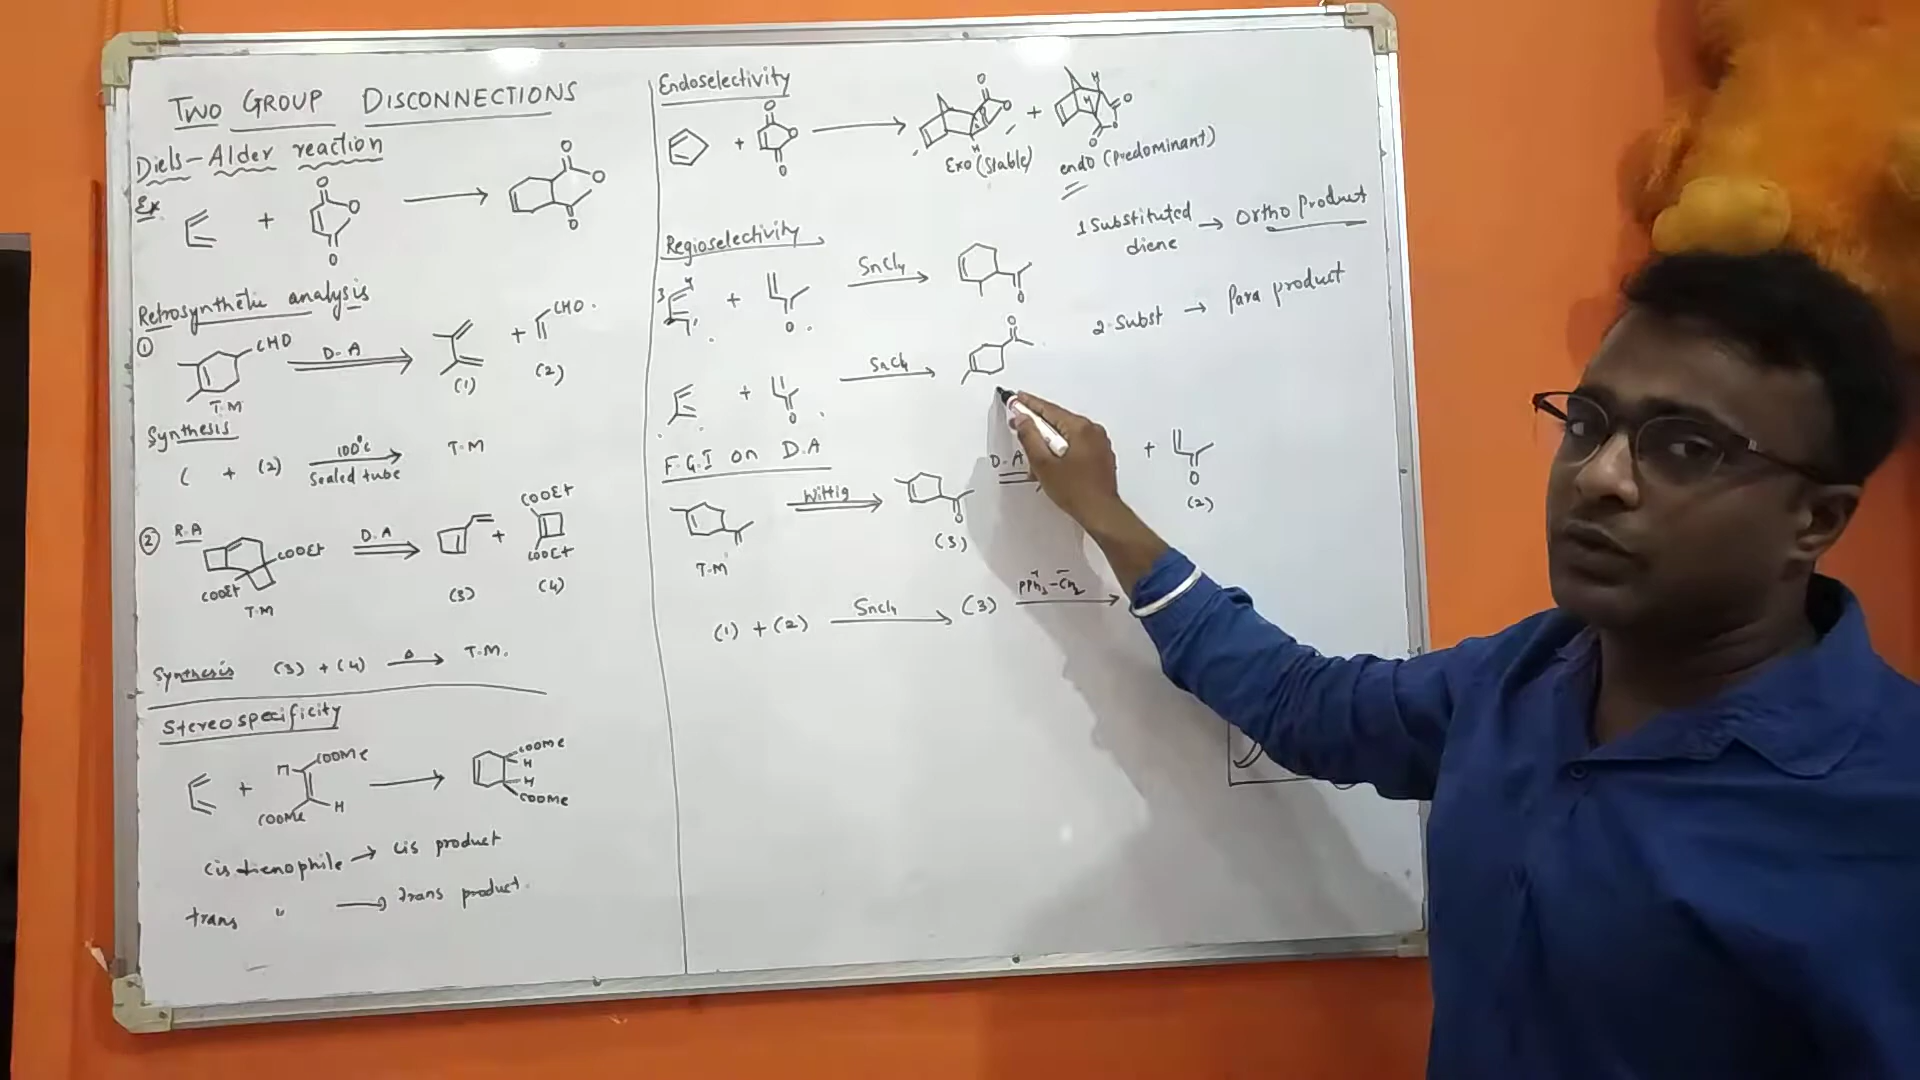 TWO GROUP DISCONNECTIONS
Diels-Alder reaction
Ex
+
O
O
O
→
O
O
O
Retrosynthetic analysis
①
CHO
T.M
D.A
(1)
+
CHO
(2)
Synthesis
( + (2)
100°C
Sealed tube
T.M
②
R.A
COOEt
COOEt
T.M
D.A
(3)
+
COOEt
COOEt
(4)
Synthesis (3) + (4) Δ → T.M.
Stereospecificity
+
COOMe
COOMe
H
→
COOMe
H
H
COOMe
cis dienophile → cis product
trans " → trans product
Endoselectivity
+
O
O
→
O
O
H
Exo (Stable)
+
H
H
O
O
endo (Predominant)
Regioselectivity
3
4
+
O
SnCl4
O
1 Substituted diene → Ortho Product
+
O
SnCl4
O
2. Subst → Para product
F.G.I on D.A
T.M
Wittig
O
(3)
D.A
+
O
(2)
(1) + (2) SnCl4 → (3) PPh3+-CH2-